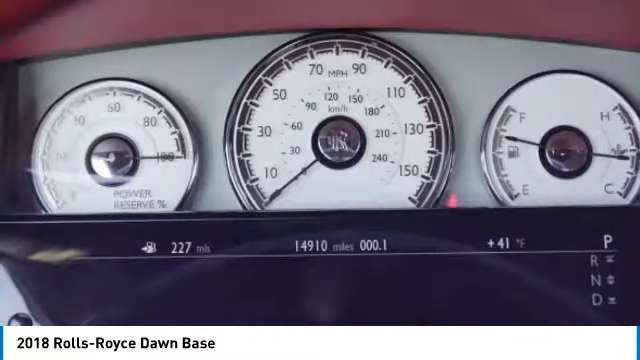 60
80
100
POWER
RESERVE %
10
30
50
70 MPH 90
110
130
150
30
60
90
120
150
180
210
240
km/h
RR
F
E
H
C
227 mls
14910 miles 000.1
+41 °F
P
R
N
D
2018 Rolls-Royce Dawn Base